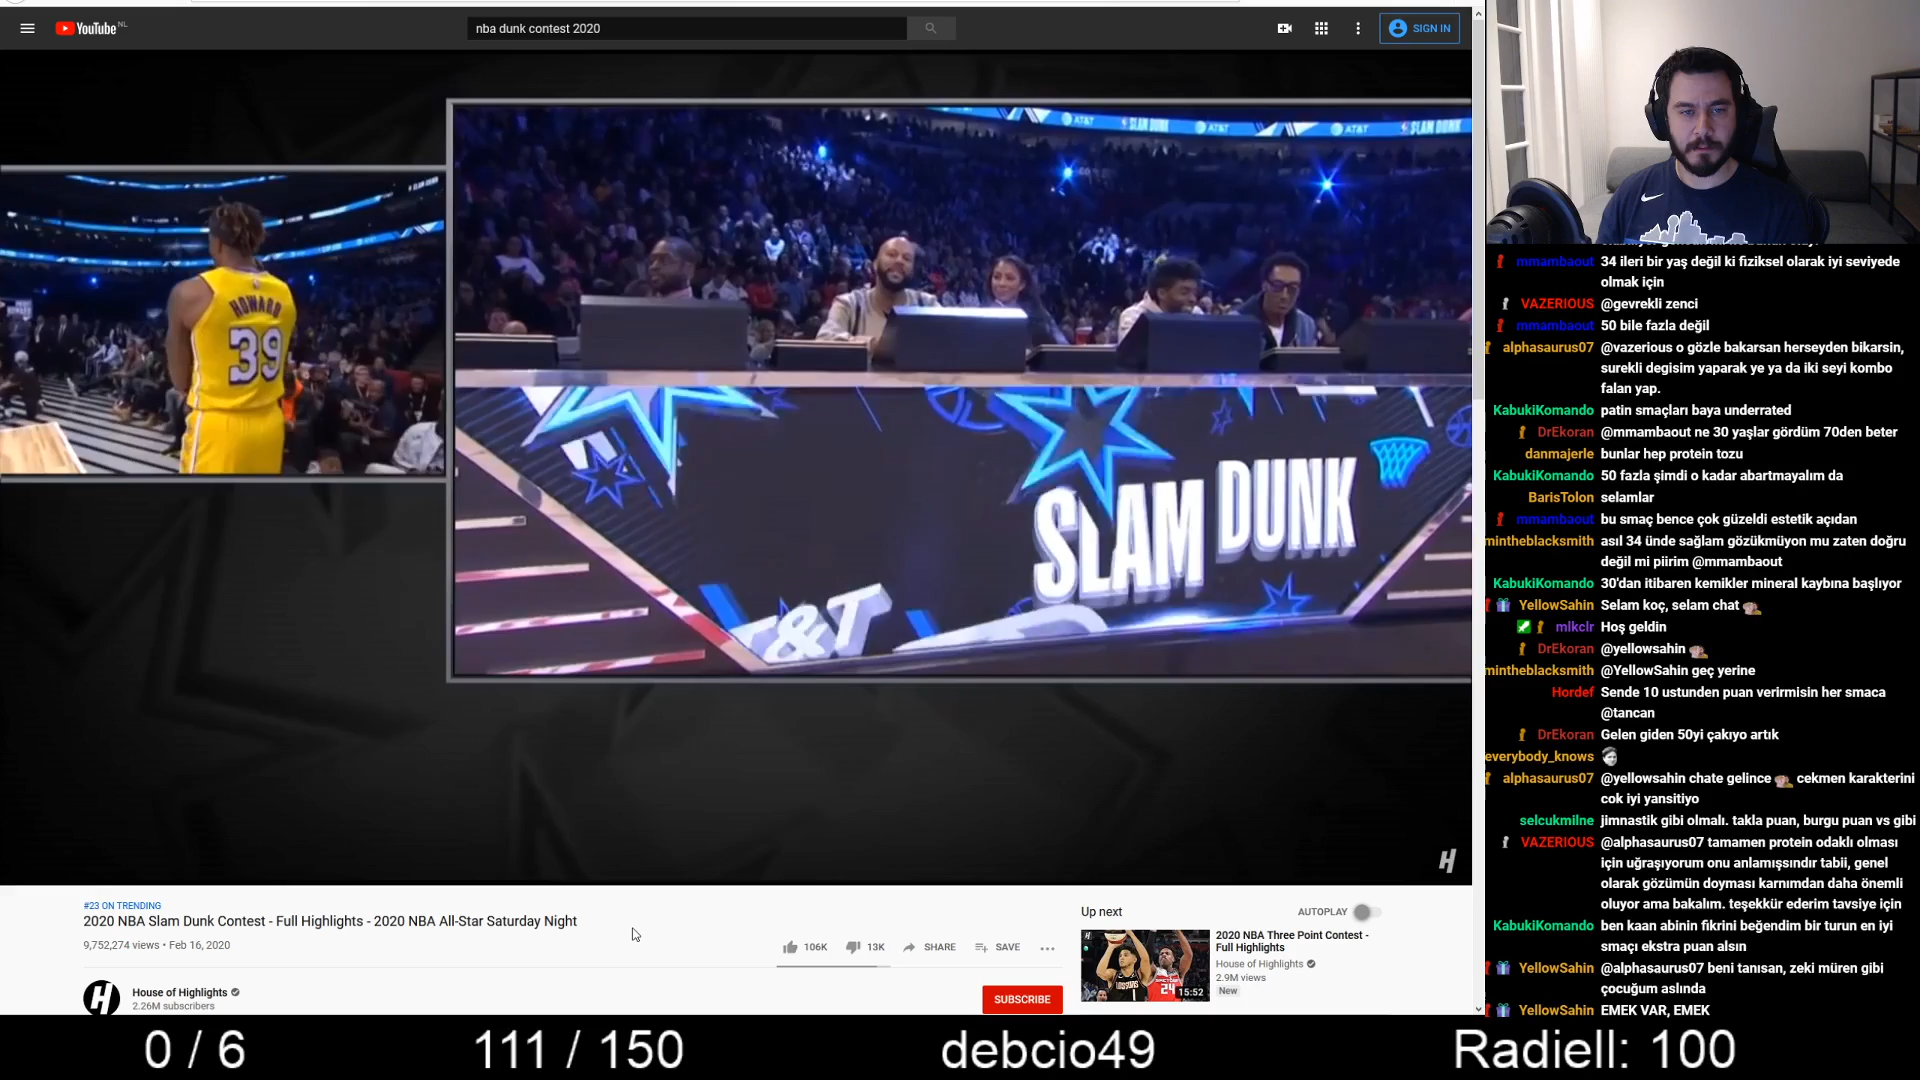 YouTube NL
nba dunk contest 2020
SIGN IN
AT&T
SLAM DUNK
AT&T
AT&T
SLAM DUNK
HOWARD
39
SLAM DUNK
T&T
#23 ON TRENDING
2020 NBA Slam Dunk Contest - Full Highlights - 2020 NBA All-Star Saturday Night
9,752,274 views • Feb 16, 2020
106K
13K
SHARE
SAVE
House of Highlights
2.26M subscribers
SUBSCRIBE
Up next
AUTOPLAY
2020 NBA Three Point Contest -
Full Highlights
House of Highlights
2.9M views
New
24
15:52
mmambaout 34 ileri bir yaş değil ki fiziksel olarak iyi seviyede
olmak için
VAZERIOUS @gevrekli zenci
mmambaout 50 bile fazla değil
alphasaurus07 @vazerious o gözle bakarsan herseyden bikarsin,
surekli degisim yaparak ye ya da iki seyi kombo
falan yap.
KabukiKomando patin smaçları baya underrated
DrEkoran @mmambaout ne 30 yaşlar gördüm 70den beter
danmajerle bunlar hep protein tozu
KabukiKomando 50 fazla şimdi o kadar abartmayalım da
BarisTolon selamlar
mmambaout bu smaç bence çok güzeldi estetik açıdan
mintheblacksmith asıl 34 ünde sağlam gözükmüyon mu zaten doğru
değil mi piirim @mmambaout
KabukiKomando 30'dan itibaren kemikler mineral kaybına başlıyor
YellowSahin Selam koç, selam chat
mlkclr Hoş geldin
DrEkoran @yellowsahin
mintheblacksmith @YellowSahin geç yerine
Hordef Sende 10 ustunden puan verirmisin her smaca
@tancan
DrEkoran Gelen giden 50yi çakıyo artık
everybody_knows
alphasaurus07 @yellowsahin chate gelince cekmen karakterini
cok iyi yansitiyo
selcukmilne jimnastik gibi olmalı. takla puan, burgu puan vs gibi
VAZERIOUS @alphasaurus07 tamamen protein odaklı olması
için uğraşıyorum onu anlamışsındır tabii, genel
olarak gözümün doyması karnımdan daha önemli
oluyor ama bakalım. teşekkür ederim tavsiye için
KabukiKomando ben kaan abinin fikrini beğendim bir turun en iyi
smaçı ekstra puan alsın
YellowSahin @alphasaurus07 beni tanısan, zeki müren gibi
çocuğum aslında
YellowSahin EMEK VAR, EMEK
0 / 6
111 / 150
debcio49
Radiell: 100